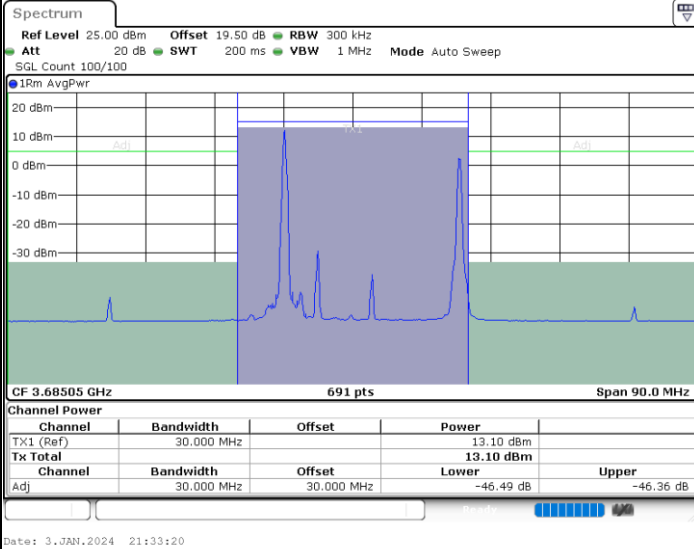 Spectrum
Ref Level 25.00 dBm Offset 19.50 dB RBW 300 kHz
Att 20 dB SWT 200 ms VBW 1 MHz Mode Auto Sweep
SGL Count 100/100
1Rm AvgPwr
20 dBm
TX1
10 dBm
Adj Adj
0 dBm
-10 dBm
-20 dBm
-30 dBm
CF 3.68505 GHz 691 pts Span 90.0 MHz
Channel Power
Channel Bandwidth Offset Power
TX1 (Ref) 30.000 MHz 13.10 dBm
Tx Total 13.10 dBm
Channel Bandwidth Offset Lower Upper
Adj 30.000 MHz 30.000 MHz -46.49 dB -46.36 dB
Ready
Date: 3.JAN.2024 21:33:20